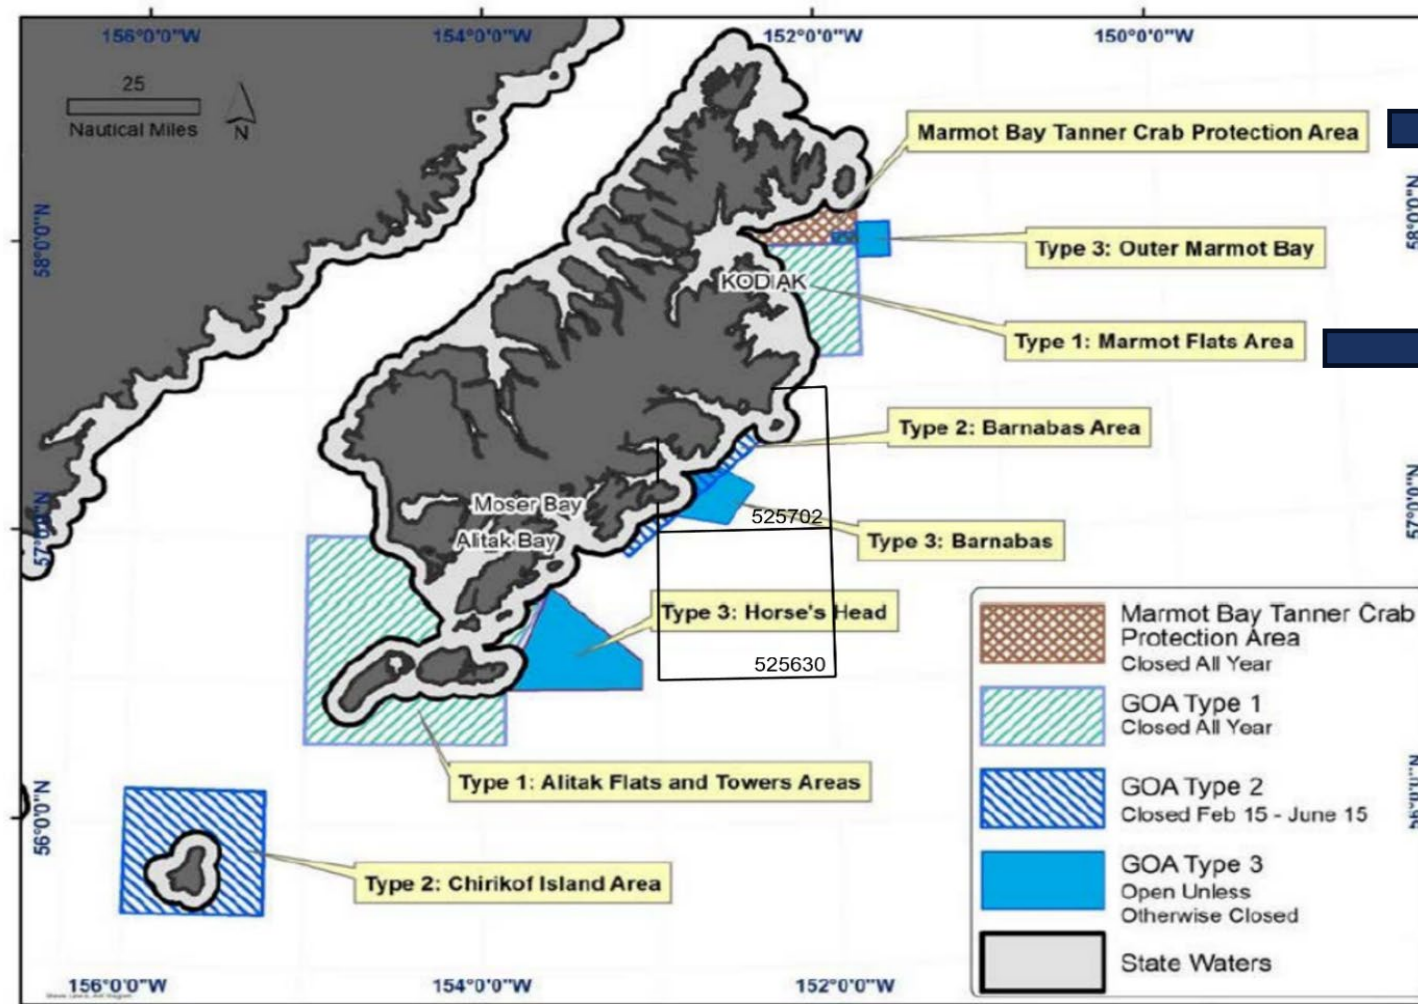 156°0'0"W
154°0'0"W
152°0'0"W
150°0'0"W
25
Nautical Miles
N
Marmot Bay Tanner Crab Protection Area
58°0'0"N
58°0'0"N
Type 3: Outer Marmot Bay
KODIAK
Type 1: Marmot Flats Area
Type 2: Barnabas Area
Moser Bay
525702
57°0'0"N
57°0'0"N
Alitak Bay
Type 3: Barnabas
Type 3: Horse's Head
525630
Marmot Bay Tanner Crab
Protection Area
Closed All Year
GOA Type 1
Closed All Year
Type 1: Alitak Flats and Towers Areas
GOA Type 2
Closed Feb 15 - June 15
56°0'0"N
56°0'0"N
Type 2: Chirikof Island Area
GOA Type 3
Open Unless
Otherwise Closed
State Waters
156°0'0"W
154°0'0"W
152°0'0"W